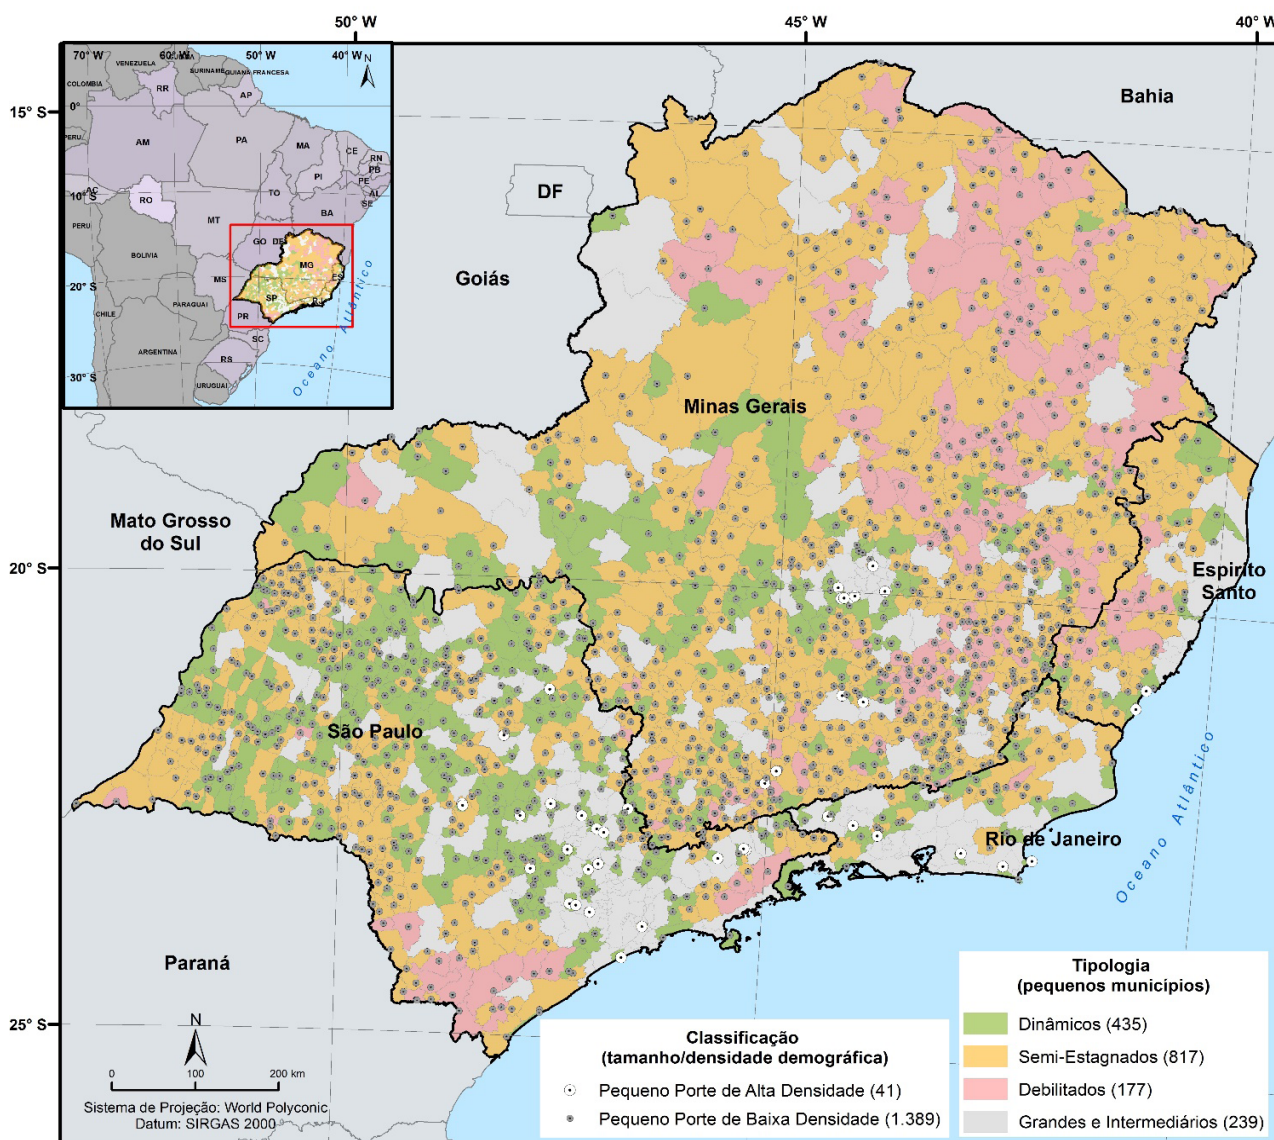 50° W
45° W
40° W
70° W
60° W
50° W
40° W
N
VENEZUELA
SURINAME
GUIANA FRANCESA
COLOMBIA
RR
AP
0°
PERU
AM
PA
MA
CE
RN
PB
PE
AL
SE
PI
AC
10° S
RO
TO
BA
MT
PERU
BOLIVIA
GO
DF
MG
ES
MS
20° S
SP
RJ
PARAGUAI
CHILE
PR
SC
ARGENTINA
RS
30° S
URUGUAI
Oceano Atlântico
15° S
20° S
25° S
Bahia
DF
Goiás
Minas Gerais
Mato Grosso
do Sul
Espirito
Santo
São Paulo
Rio de Janeiro
Oceano Atlântico
Paraná
N
0
100
200 km
Sistema de Projeção: World Polyconic
Datum: SIRGAS 2000
Classificação
(tamanho/densidade demográfica)
Pequeno Porte de Alta Densidade (41)
Pequeno Porte de Baixa Densidade (1.389)
Tipologia
(pequenos municípios)
Dinâmicos (435)
Semi-Estagnados (817)
Debilitados (177)
Grandes e Intermediários (239)